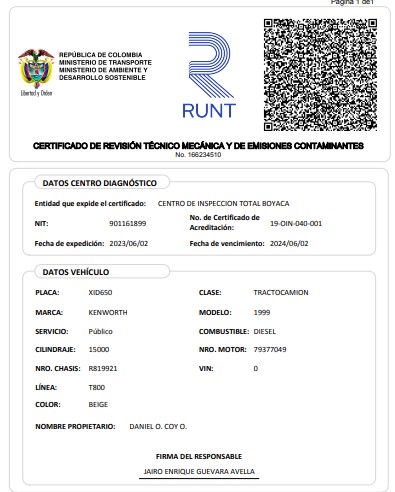 Página 1 de1
REPÚBLICA DE COLOMBIA
MINISTERIO DE TRANSPORTE
MINISTERIO DE AMBIENTE Y
DESARROLLO SOSTENIBLE
Libertad y Orden
RUNT
CERTIFICADO DE REVISIÓN TÉCNICO MECÁNICA Y DE EMISIONES CONTAMINANTES
No. 166234510
DATOS CENTRO DIAGNÓSTICO
Entidad que expide el certificado: CENTRO DE INSPECCION TOTAL BOYACA
NIT: 901161899 No. de Certificado de Acreditación: 19-OIN-040-001
Fecha de expedición: 2023/06/02 Fecha de vencimiento: 2024/06/02
DATOS VEHÍCULO
PLACA: XID650 CLASE: TRACTOCAMION
MARCA: KENWORTH MODELO: 1999
SERVICIO: Público COMBUSTIBLE: DIESEL
CILINDRAJE: 15000 NRO. MOTOR: 79377049
NRO. CHASIS: R819921 VIN: 0
LÍNEA: T800
COLOR: BEIGE
NOMBRE PROPIETARIO: DANIEL O. COY O.
FIRMA DEL RESPONSABLE
JAIRO ENRIQUE GUEVARA AVELLA